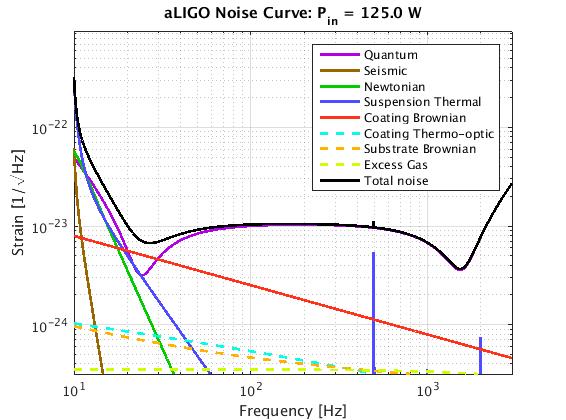 aLIGO Noise Curve: P_in = 125.0 W
Quantum
Seismic
Newtonian
Suspension Thermal
Coating Brownian
Coating Thermo-optic
Substrate Brownian
Excess Gas
Total noise
Strain [1/√Hz]
10^-22
10^-23
10^-24
10^1 10^2 10^3
Frequency [Hz]